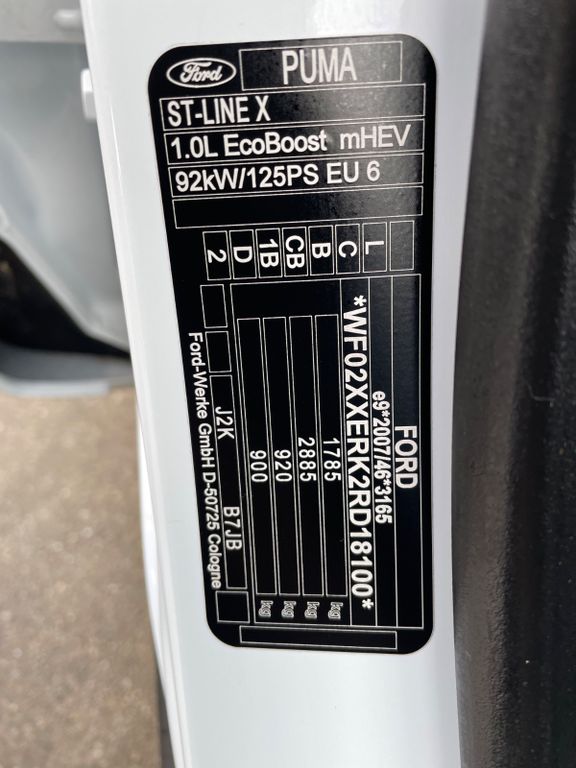 Ford
PUMA
ST-LINE X
1.0L EcoBoost mHEV
92kW/125PS EU 6
L
C
B
CB
1B
D
2
FORD
e9*2007/46*3165
*WF02XXERK2RD18100*
1785 kg
2885 kg
920 kg
900 kg
J2K B7JB
Ford-Werke GmbH D-50725 Cologne